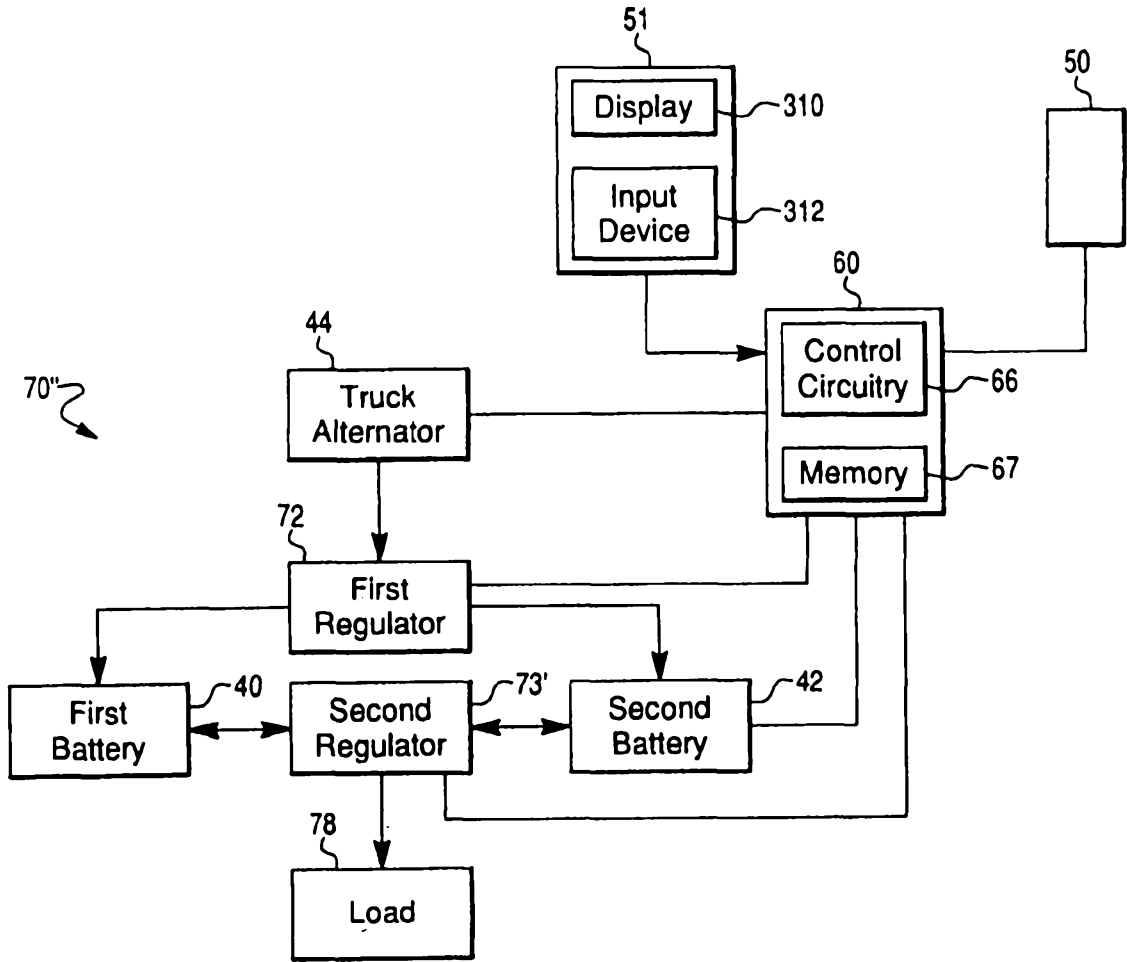 51
50
Display
310
Input
Device
312
60
44
Control
Circuitry
66
70"
Truck
Alternator
Memory
67
72
First
Regulator
40
73'
42
First
Battery
Second
Regulator
Second
Battery
78
Load